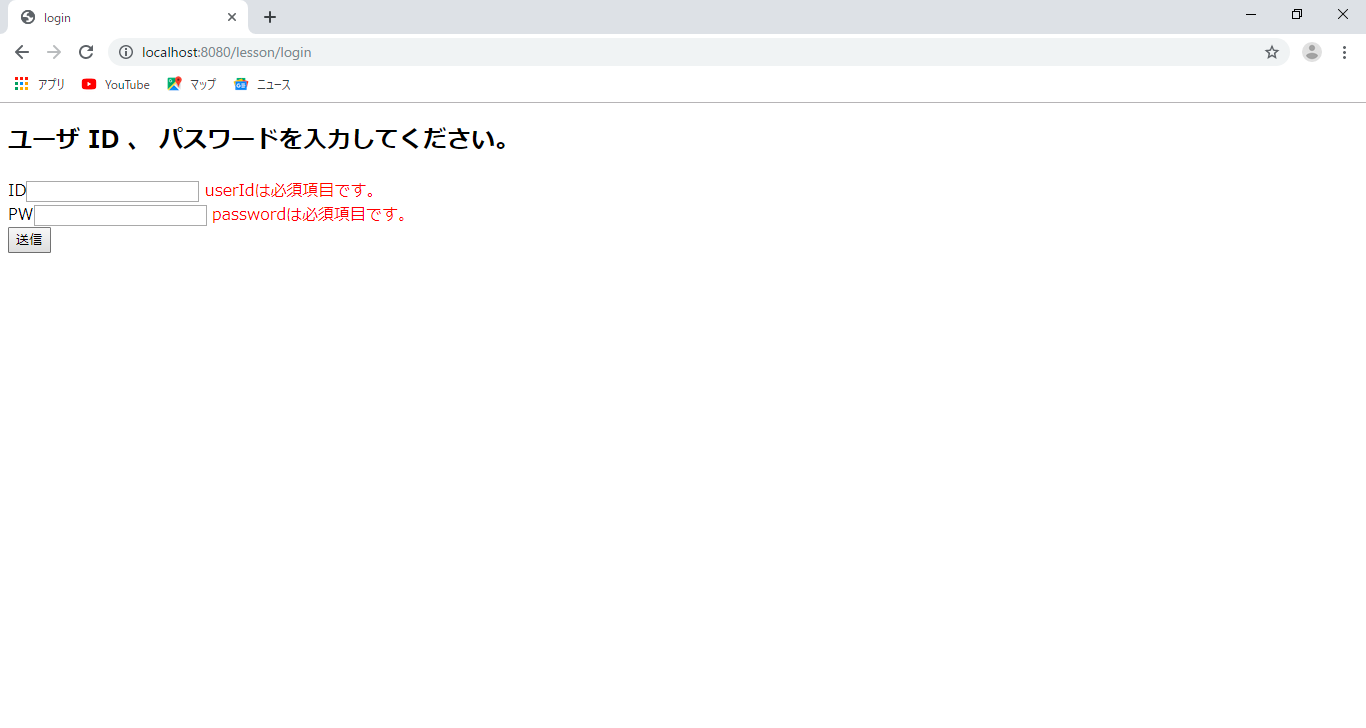 login
localhost:8080/lesson/login
アプリ YouTube マップ ニュース
ユーザ ID 、 パスワードを入力してください。
ID userIdは必須項目です。
PW passwordは必須項目です。
送信